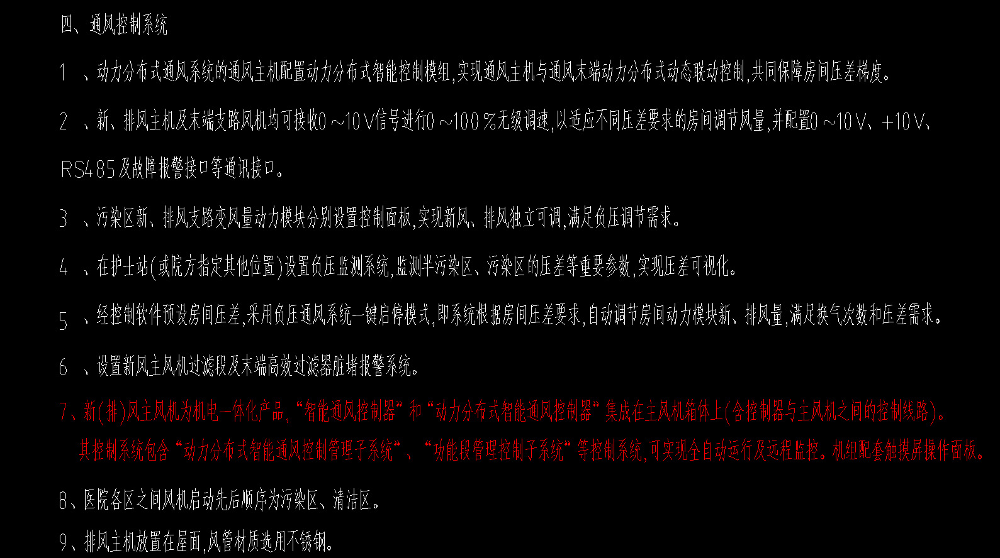 四、通风控制系统
1 、动力分布式通风系统的通风主机配置动力分布式智能控制模组,实现通风主机与通风末端动力分布式动态联动控制,共同保障房间压差梯度。
2 、新、排风主机及末端支路风机均可接收0～10V信号进行0～100%无级调速,以适应不同压差要求的房间调节风量,并配置0～10V、+10V、
RS485及故障报警接口等通讯接口。
3 、污染区新、排风支路变风量动力模块分别设置控制面板,实现新风、排风独立可调,满足负压调节需求。
4 、在护士站(或院方指定其他位置)设置负压监测系统,监测半污染区、污染区的压差等重要参数,实现压差可视化。
5 、经控制软件预设房间压差,采用负压通风系统一键启停模式,即系统根据房间压差要求,自动调节房间动力模块新、排风量,满足换气次数和压差需求。
6 、设置新风主风机过滤段及末端高效过滤器脏堵报警系统。
7、新(排)风主风机为机电一体化产品,“智能通风控制器”和“动力分布式智能通风控制器”集成在主风机箱体上(含控制器与主风机之间的控制线路)。
其控制系统包含“动力分布式智能通风控制管理子系统”、“功能段管理控制子系统”等控制系统,可实现全自动运行及远程监控。机组配套触摸屏操作面板。
8、医院各区之间风机启动先后顺序为污染区、清洁区。
9、排风主机放置在屋面,风管材质选用不锈钢。